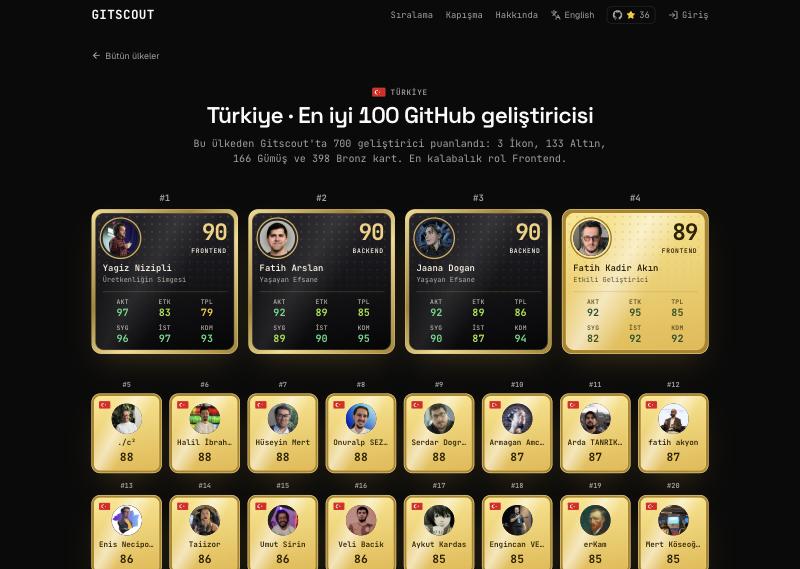 GITSCOUT
Sıralama Kapışma Hakkında English 36 Giriş
← Bütün ülkeler
TÜRKİYE
Türkiye · En iyi 100 GitHub geliştiricisi
Bu ülkeden Gitscout'ta 700 geliştirici puanlandı: 3 İkon, 133 Altın,
166 Gümüş ve 398 Bronz kart. En kalabalık rol Frontend.
#1 #2 #3 #4
90 90 90 89
FRONTEND BACKEND BACKEND FRONTEND
Yagiz Nizipli Fatih Arslan Jaana Dogan Fatih Kadir Akın
Üretkenliğin Simgesi Yaşayan Efsane Yaşayan Efsane Etkili Geliştirici
AKT ETK TPL AKT ETK TPL AKT ETK TPL AKT ETK TPL
97 83 79 92 89 85 92 89 86 92 95 85
SYG İST KDM SYG İST KDM SYG İST KDM SYG İST KDM
96 97 93 89 90 95 90 87 94 82 92 92
#5 #6 #7 #8 #9 #10 #11 #12
./c² Halil İbrah… Hüseyin Mert Onuralp SEZ… Serdar Dogr… Armagan Amc… Arda TANRIK… fatih akyon
88 88 88 88 88 87 87 87
#13 #14 #15 #16 #17 #18 #19 #20
Enis Necipo… Taiizor Umut Sirin Veli Bacik Aykut Kardas Engincan VE… erKam Mert Köseoğ…
86 86 86 86 85 85 85 85